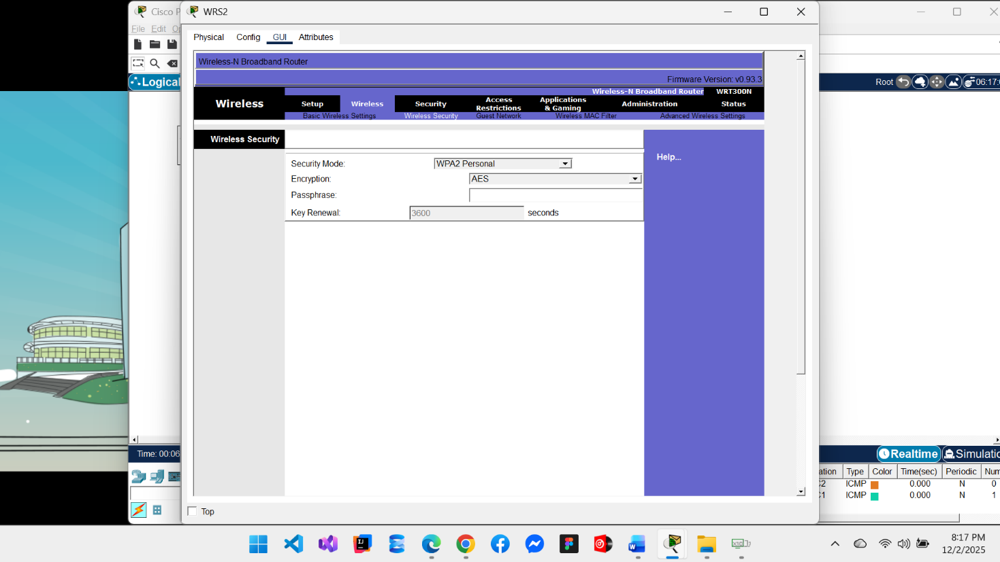 Cisco P
WRS2
File Edit O
Physical Config GUI Attributes
Wireless-N Broadband Router
Firmware Version: v0.93.3
Logical
Root
06:17:
Wireless-N Broadband Router WRT300N
Wireless
Setup Wireless Security Access Restrictions Applications & Gaming Administration Status
Basic Wireless Settings Wireless Security Guest Network Wireless MAC Filter Advanced Wireless Settings
Wireless Security
Help...
Security Mode: WPA2 Personal
Encryption: AES
Passphrase:
Key Renewal: 3600 seconds
Time: 00:06
Realtime Simulatio
ation Type Color Time(sec) Periodic Num
C2 ICMP 0.000 N 0
C1 ICMP 0.000 N 1
Top
8:17 PM
12/2/2025